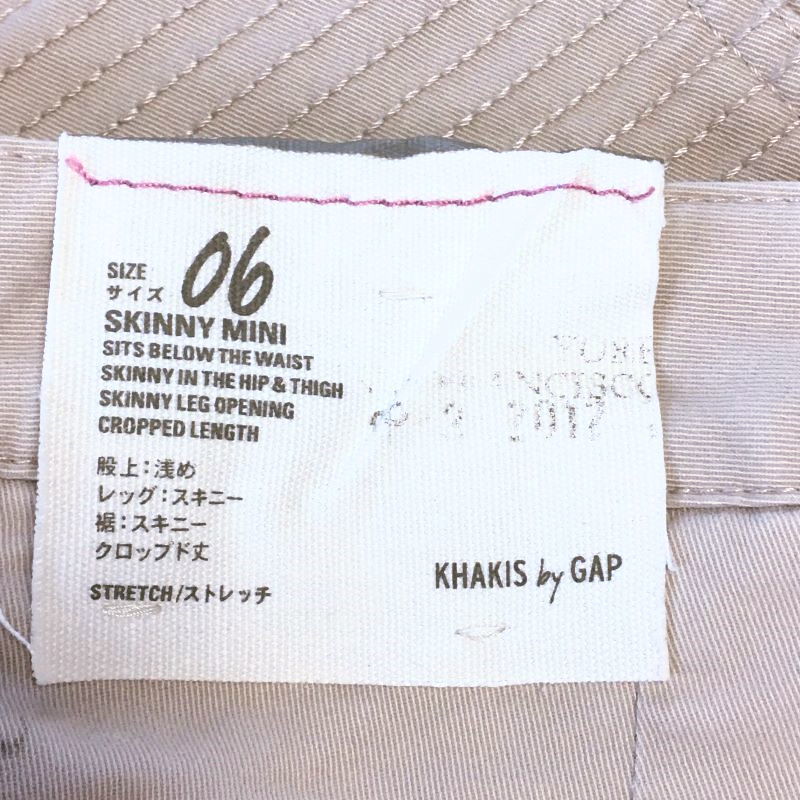 SIZE 06
サイズ
SKINNY MINI
SITS BELOW THE WAIST
SKINNY IN THE HIP & THIGH
SKINNY LEG OPENING
CROPPED LENGTH
股上:浅め
レッグ:スキニー
裾:スキニー
クロップド丈
STRETCH/ストレッチ
2017
KHAKIS by GAP